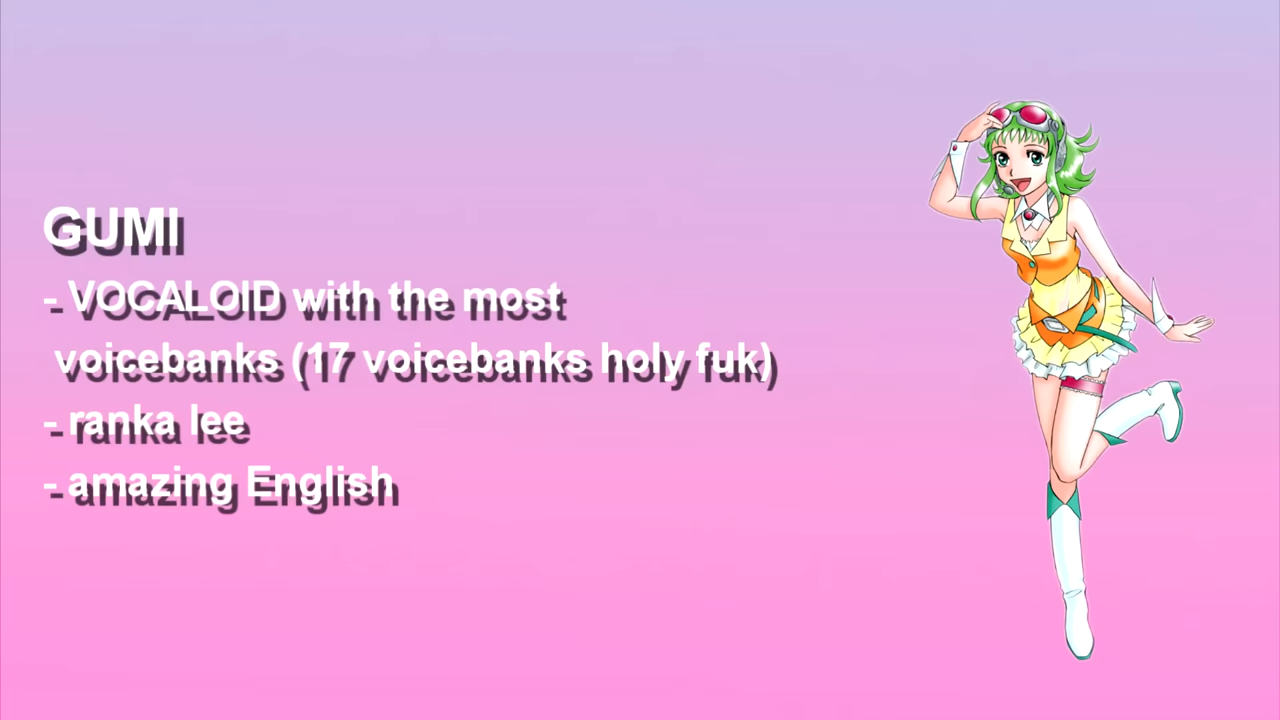 GUMI
- VOCALOID with the most
voicebanks (17 voicebanks holy fuk)
- ranka lee
- amazing English